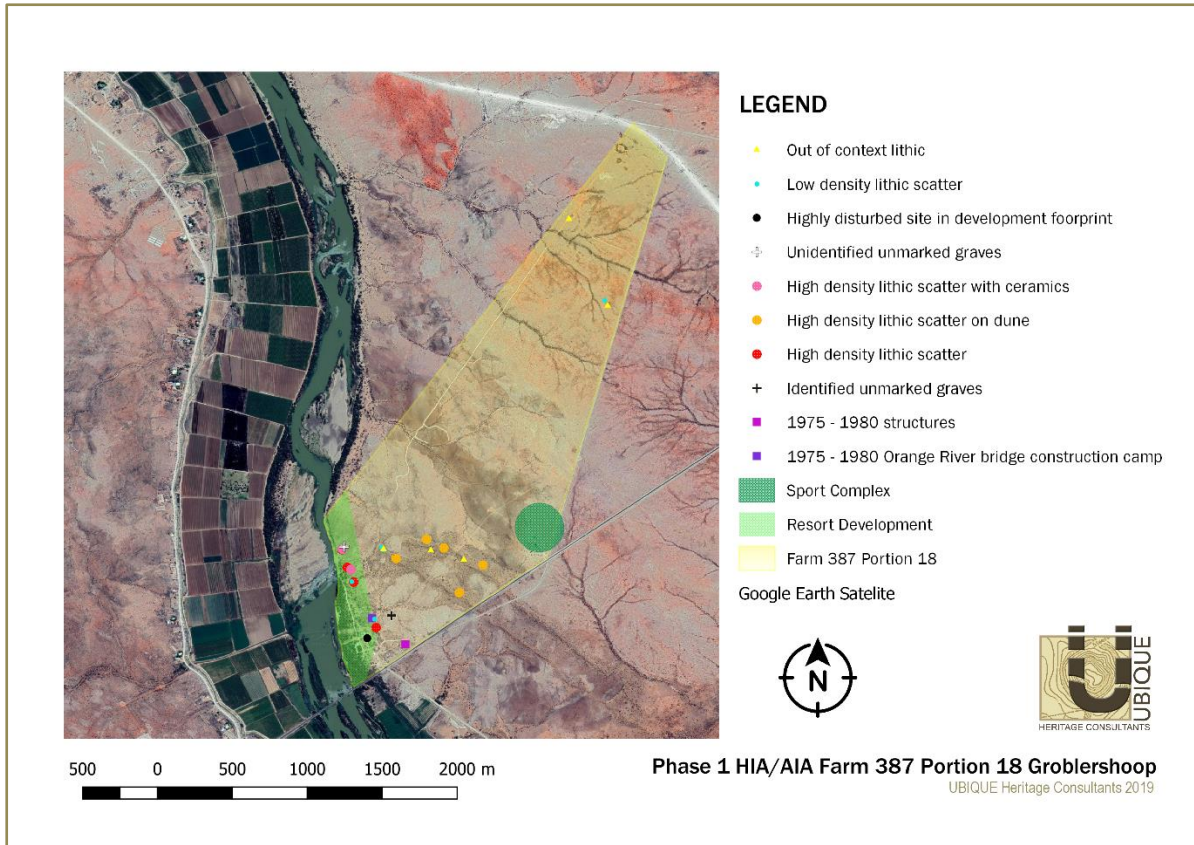 LEGEND
Out of context lithic
Low density lithic scatter
Highly disturbed site in development foorprint
Unidentified unmarked graves
High density lithic scatter with ceramics
High density lithic scatter on dune
High density lithic scatter
Identified unmarked graves
1975 - 1980 structures
1975 - 1980 Orange River bridge construction camp
Sport Complex
Resort Development
Farm 387 Portion 18
Google Earth Satelite
N
UBIQUE
HERITAGE CONSULTANTS
500 0 500 1000 1500 2000 m
Phase 1 HIA/AIA Farm 387 Portion 18 Groblershoop
UBIQUE Heritage Consultants 2019